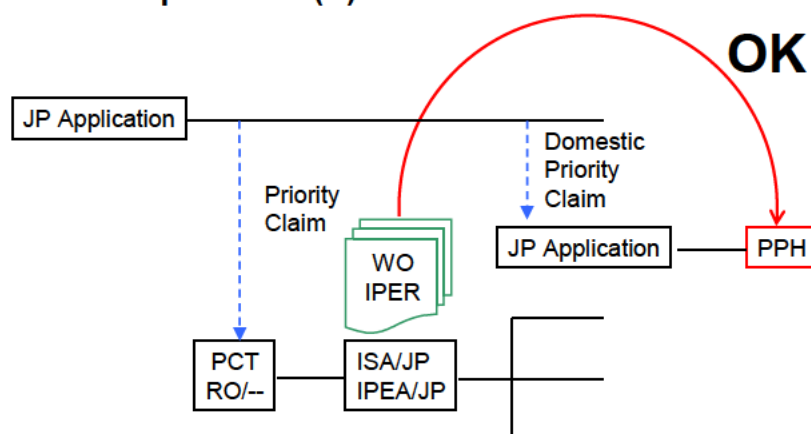 OK
JP Application
Domestic
Priority
Claim
Priority
Claim
JP Application
PPH
WO
IPER
PCT
RO/--
ISA/JP
IPEA/JP